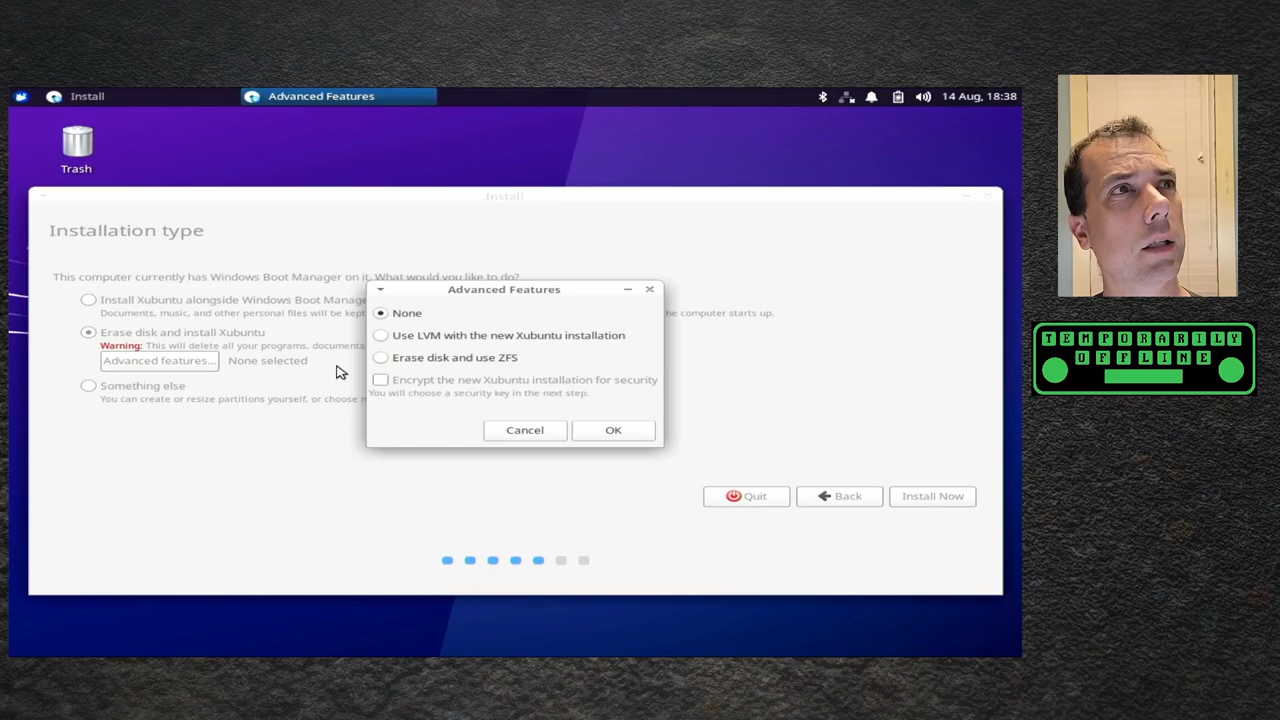 Install
Advanced Features
14 Aug, 18:38
Trash
Install
Installation type
This computer currently has Windows Boot Manager on it. What would you like to do?
Install Xubuntu alongside Windows Boot Manage
Documents, music, and other personal files will be kept
he computer starts up.
Erase disk and install Xubuntu
Warning: This will delete all your programs, documents
Advanced features... None selected
Something else
You can create or resize partitions yourself, or choose
Advanced Features
None
Use LVM with the new Xubuntu installation
Erase disk and use ZFS
Encrypt the new Xubuntu installation for security
You will choose a security key in the next step.
Cancel OK
Quit Back Install Now
TEMPORARILY
OFFLINE